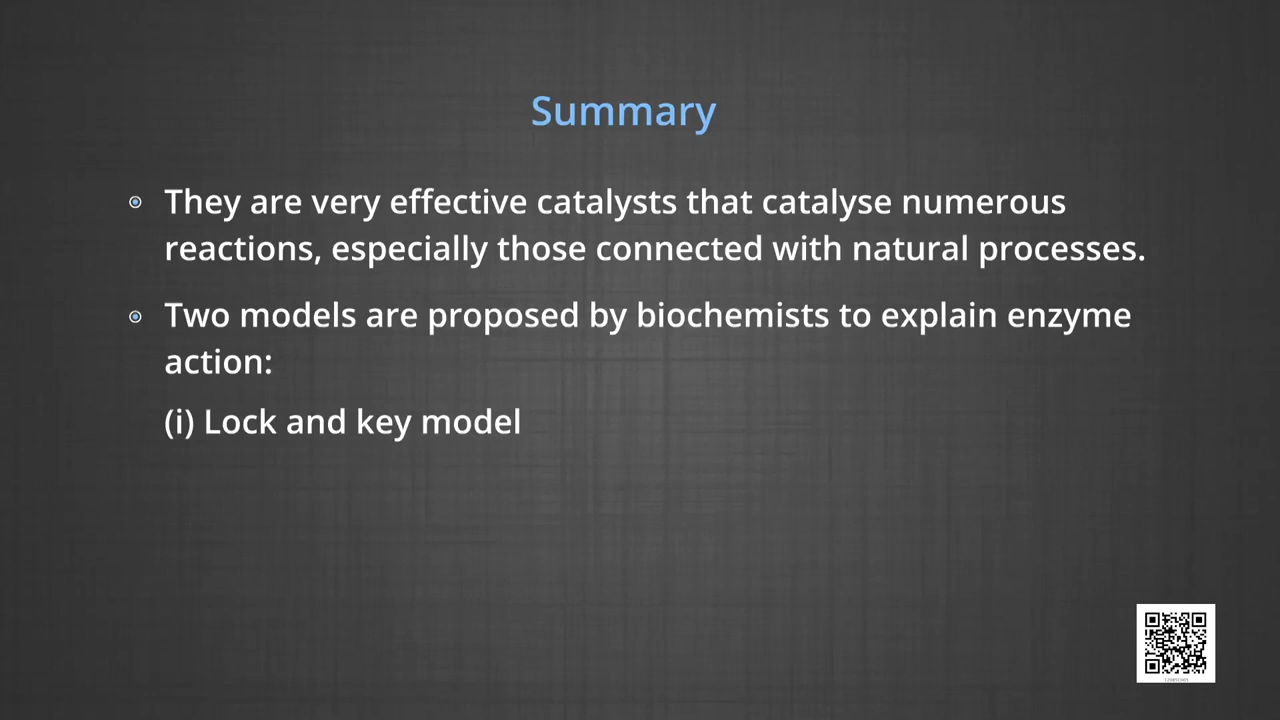 Summary
They are very effective catalysts that catalyse numerous
reactions, especially those connected with natural processes.
Two models are proposed by biochemists to explain enzyme
action:
(i) Lock and key model